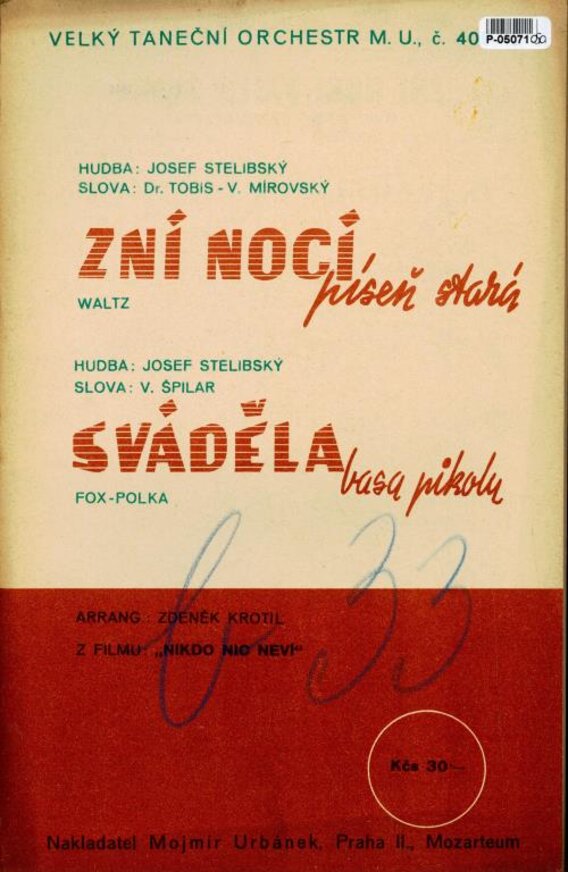 VELKÝ TANEČNÍ ORCHESTR M. U., č. 40
P-05071
HUDBA: JOSEF STELIBSKÝ
SLOVA: Dr. TOBIS - V. MÍROVSKÝ
ZNÍ NOCÍ
píseň stará
WALTZ
HUDBA: JOSEF STELIBSKÝ
SLOVA: V. ŠPILAR
SVÁDĚLA
basa pikolu
FOX-POLKA
ARRANG: ZDENĚK KROTIL
Z FILMU: „NIKDO NIC NEVÍ“
33
Kčs 30—
Nakladatel Mojmír Urbánek, Praha II., Mozarteum